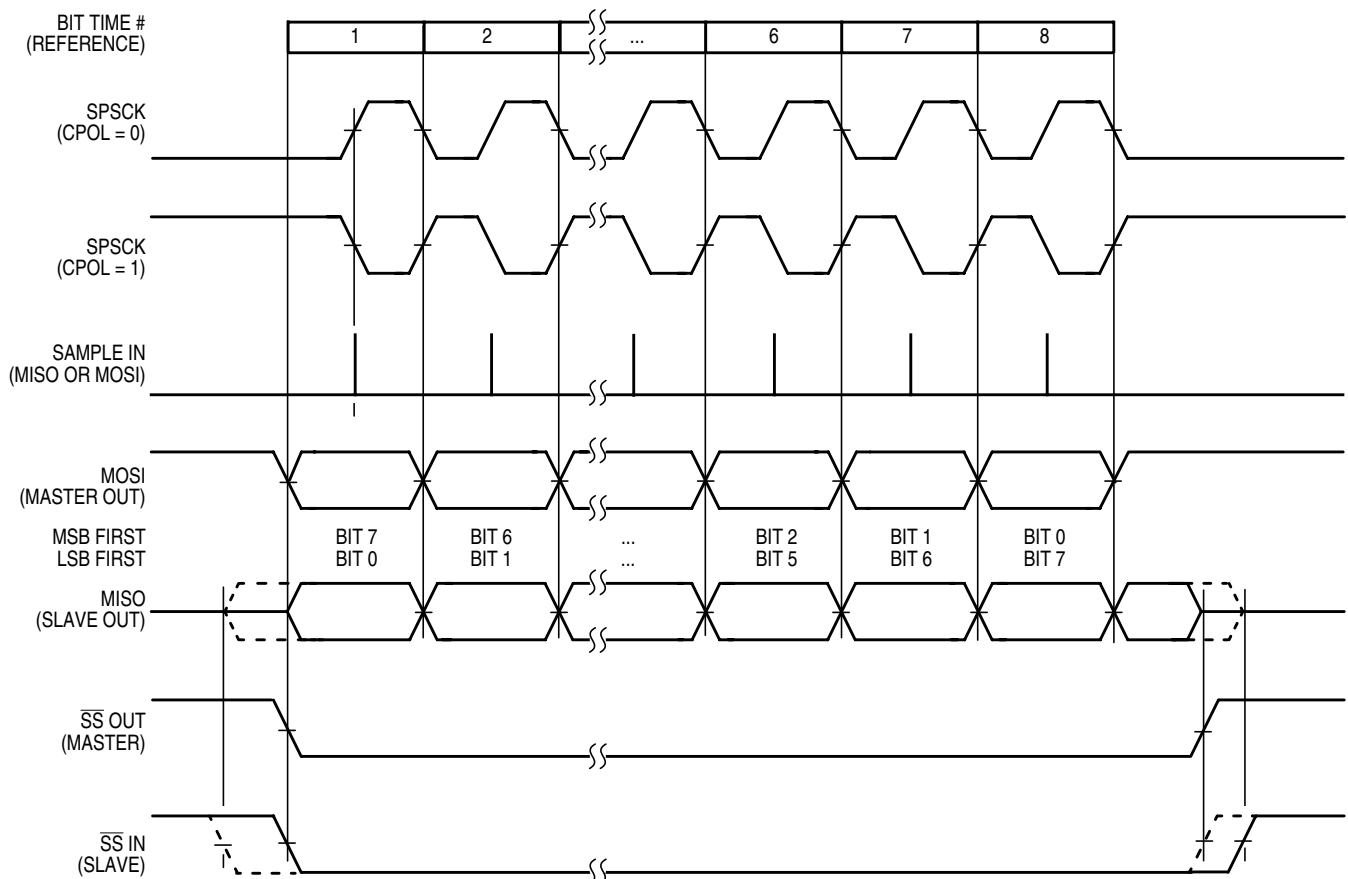 BIT TIME #
(REFERENCE)
1 2 ... 6 7 8
SPSCK
(CPOL = 0)
SPSCK
(CPOL = 1)
SAMPLE IN
(MISO OR MOSI)
MOSI
(MASTER OUT)
MSB FIRST BIT 7 BIT 6 ... BIT 2 BIT 1 BIT 0
LSB FIRST BIT 0 BIT 1 ... BIT 5 BIT 6 BIT 7
MISO
(SLAVE OUT)
S̅S̅ OUT
(MASTER)
S̅S̅ IN
(SLAVE)